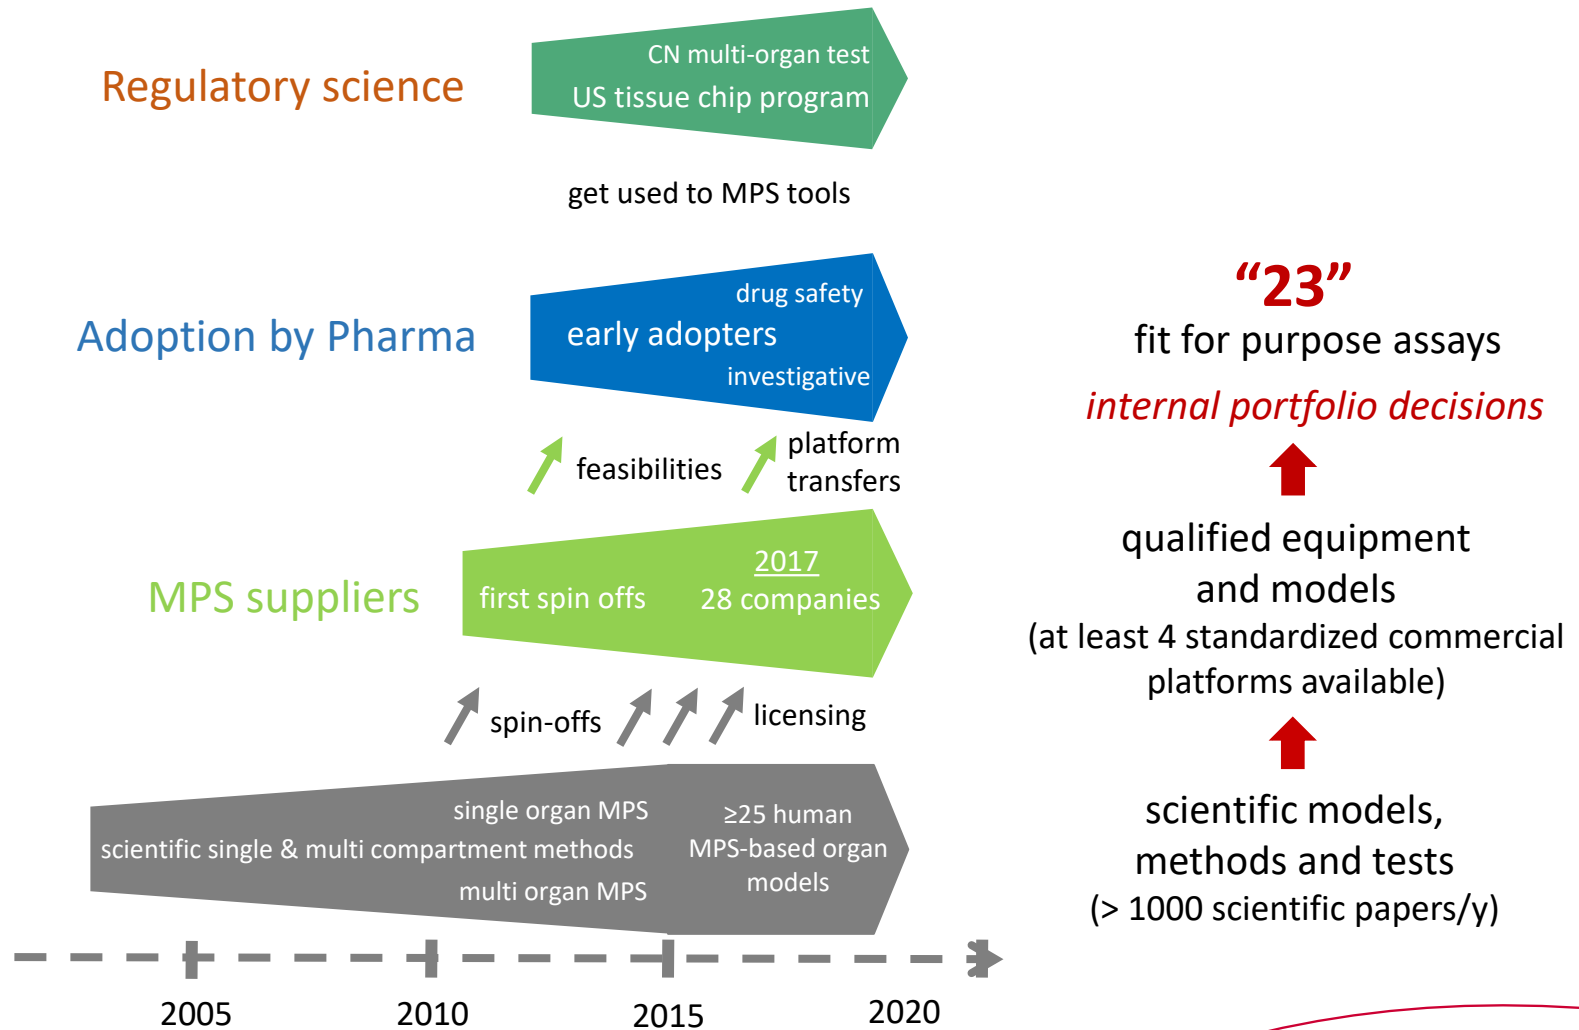 Regulatory science
CN multi-organ test
US tissue chip program
get used to MPS tools
Adoption by Pharma
drug safety
early adopters
investigative
feasibilities
platform
transfers
MPS suppliers
first spin offs
2017
28 companies
spin-offs
licensing
single organ MPS
scientific single & multi compartment methods
multi organ MPS
≥25 human
MPS-based organ
models
2005
2010
2015
2020
“23”
fit for purpose assays
internal portfolio decisions
qualified equipment
and models
(at least 4 standardized commercial
platforms available)
scientific models,
methods and tests
(> 1000 scientific papers/y)